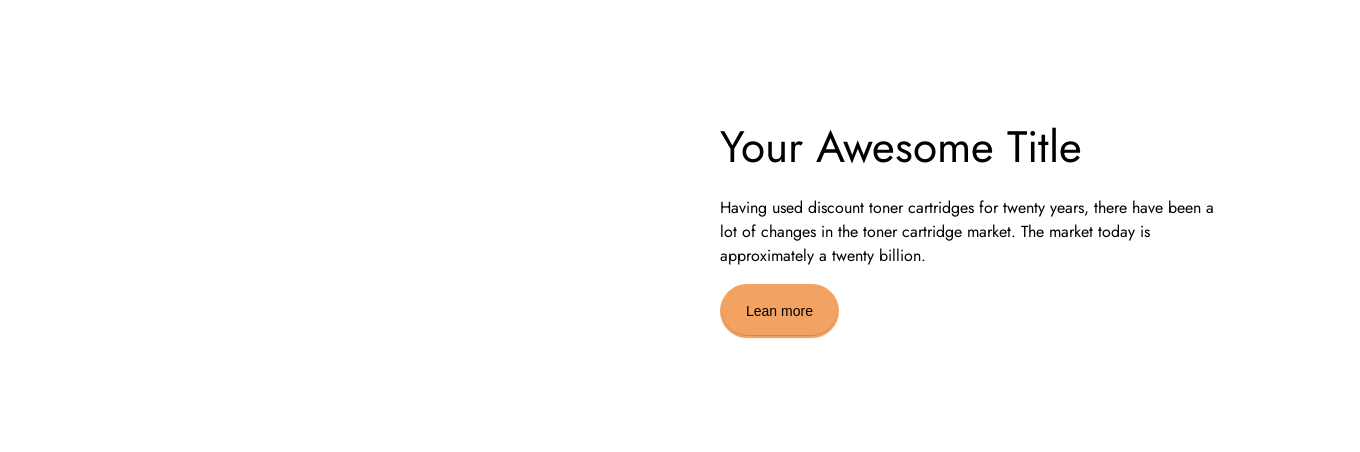 Your Awesome Title
Having used discount toner cartridges for twenty years, there have been a
lot of changes in the toner cartridge market. The market today is
approximately a twenty billion.
Lean more